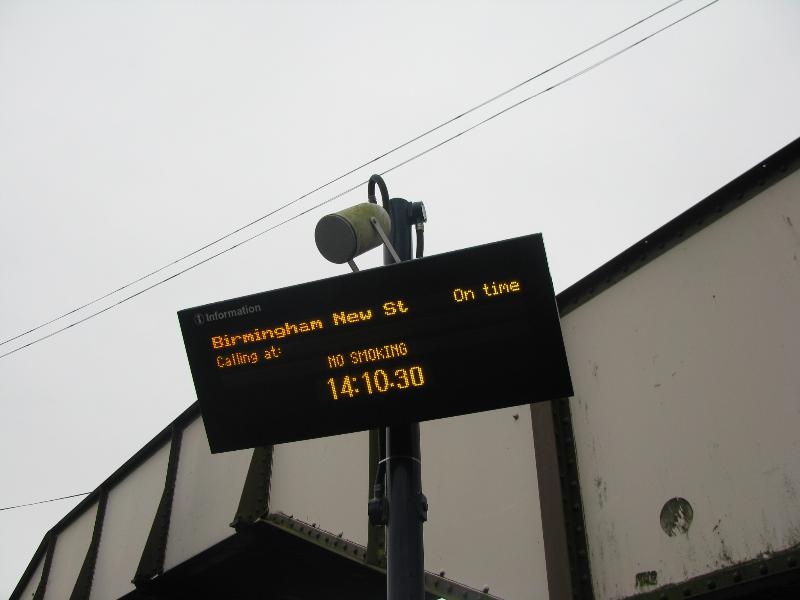 i Information
Birmingham New St On time
Calling at:
NO SMOKING
14:10:30